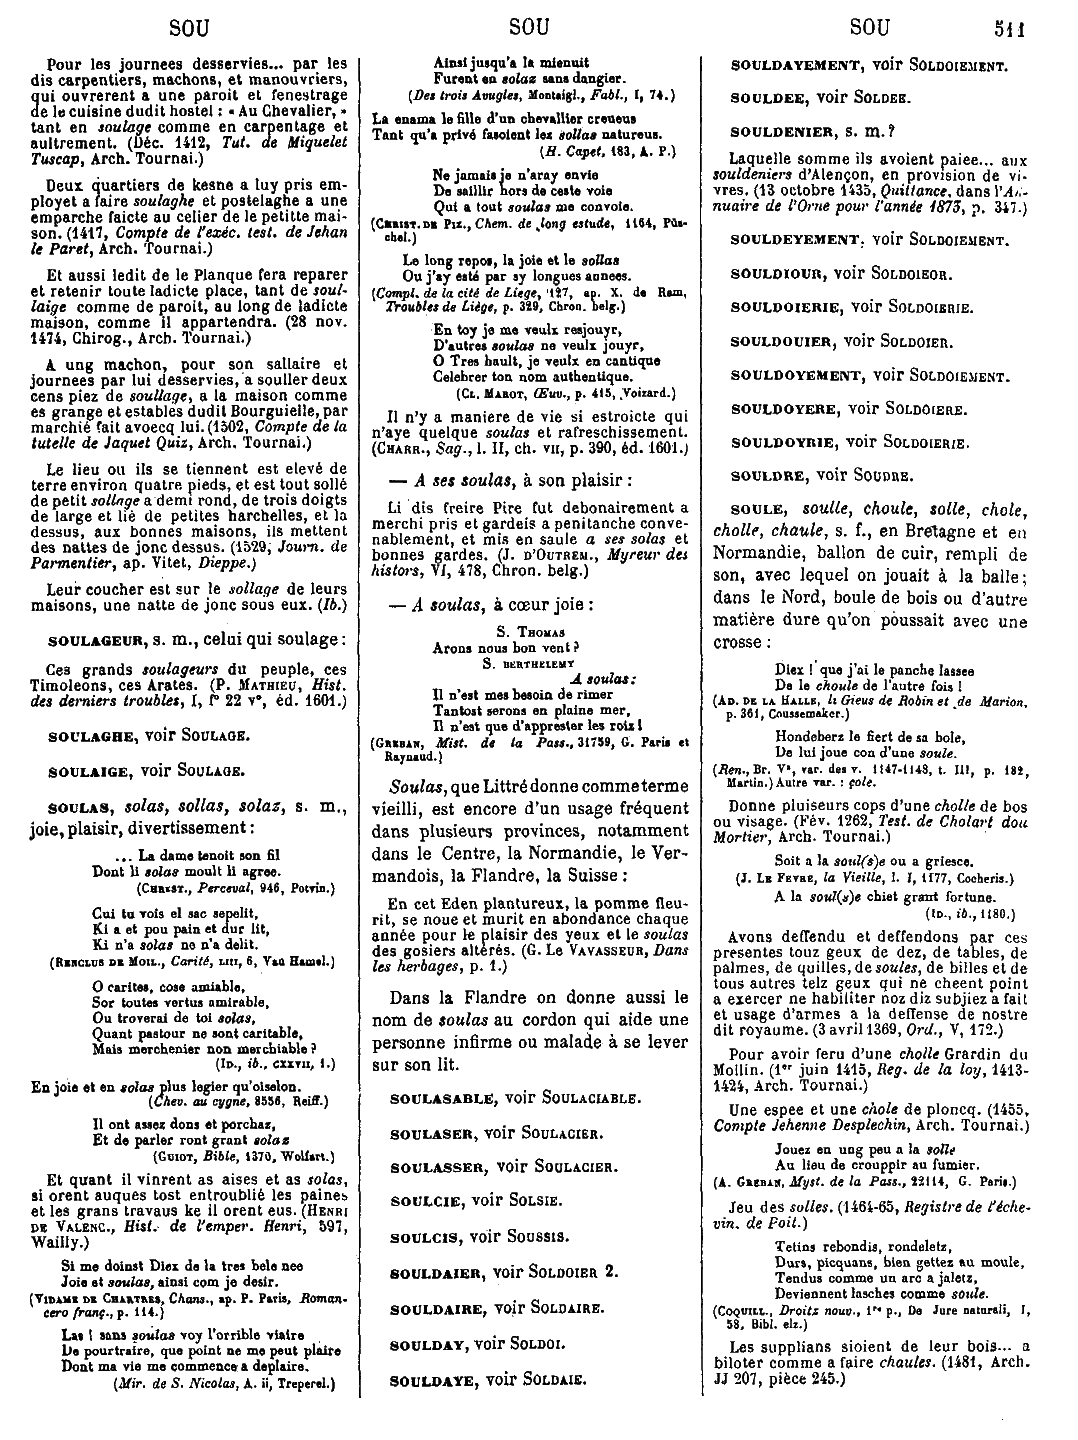 SOU
SOU
SOU 511
Pour les journees desservies... par les
dis carpentiers, machons, et manouvriers,
qui ouvrerent a une paroit et fenestrage
de le cuisine dudit hostel : « Au Chevalier, »
tant en soulage comme en carpentage et
aultrement. (Déc. 1412, Tut. de Miquelet
Tuscap, Arch. Tournai.)
Deux quartiers de kesne a luy pris em-
ployet a faire soulaghe et postelaghe a une
emparche faicte au celier de le petitte mai-
son. (1417, Compte de l'exéc. test. de Jehan
le Paret, Arch. Tournai.)
Et aussi ledit de le Planque fera reparer
et retenir toute ladicte place, tant de soul-
laige comme de paroit, au long de ladicte
maison, comme il appartendra. (28 nov.
1474, Chirog., Arch. Tournai.)
A ung machon, pour son sallaire et
journees par lui desservies, a souller deux
cens piez de soullage, a la maison comme
es grange et estables dudit Bourguielle, par
marchié fait avoecq lui. (1502, Compte de la
tutelle de Jaquet Quiz, Arch. Tournai.)
Le lieu ou ils se tiennent est elevé de
terre environ quatre pieds, et est tout sollé
de petit sollage a demi rond, de trois doigts
de large et lié de petites harchelles, et la
dessus, aux bonnes maisons, ils mettent
des nattes de jonc dessus. (1529, Journ. de
Parmentier, ap. Vitet, Dieppe.)
Leur coucher est sur le sollage de leurs
maisons, une natte de jonc sous eux. (Ib.)
SOULAGEUR, s. m., celui qui soulage :
Ces grands soulageurs du peuple, ces
Timoleons, ces Arates. (P. MATHIEU, Hist.
des derniers troubles, I, f° 22 v°, éd. 1601.)
SOULAGHE, voir SOULAGE.
SOULAIGE, voir SOULAGE.
SOULAS, solas, sollas, solaz, s. m.,
joie, plaisir, divertissement :
... La dame tenoit son fil
Dont li solas moult li agree.
(CHREST., Perceval, 946, Potvin.)
Cui tu vois el sac sepelit,
Ki a et pou pain et dur lit,
Ki n'a solas ne n'a delit.
(RENCLUS DE MOIL., Carité, LIII, 6, Van Hamel.)
O carites, cose amiable,
Sor toutes vertus amirable,
Ou troverai de toi solas,
Quant pastour ne sont caritable,
Mais merchenier non merchiable ?
(ID., ib., CXXVII, 1.)
En joie et en solas plus legier qu'oiselon.
(Chev. au cygne, 8556, Reiff.)
Il ont assez dons et porchaz,
Et de parler ront grant solaz
(GUIOT, Bible, 1370, Wolfart.)
Et quant il vinrent as aises et as solas,
si orent auques tost entroublié les paines
et les grans travaus ke il orent eus. (HENRI
DE VALENC., Hist. de l'emper. Henri, 597,
Wailly.)
Si me doinst Diex de la tres bele nee
Joie et soulas, ainsi com je desir.
(VIDAME DE CHARTRES, Chans., ap. P. Paris, Roman-
cero franç., p. 114.)
Las ! sans soulas voy l'orrible viaire
De pourtraire, que point ne me peut plaire
Dont ma vie me commence a deplaire.
(Mir. de S. Nicolas, A. ii, Treperel.)
Ainsi jusqu'a la mienuit
Furent en solaz sans dangier.
(Des trois Avugles, Montaigl., Fabl., I, 74.)
La enama le fille d'un chevallier creneus
Tant qu'a privé fasoient lez sollas natureus.
(H. Capet, 183, A. P.)
Ne jamais je n'aray envie
De saillir hors de ceste voie
Qui a tout soulas me convoie.
(CHRIST. DE PIZ., Chem. de long estude, 1164, Püs-
chel.)
Le long repos, la joie et le sollas
Ou j'ay esté par sy longues annees.
(Compl. de la cité de Liege, 127, ap. X. de Ram,
Troubles de Liège, p. 329, Chron. belg.)
En toy je me veulx resjouyr,
D'autres soulas ne veulx jouyr,
O Tres hault, je veulx en cantique
Celebrer ton nom authentique.
(CL. MAROT, Œuv., p. 415, Voizard.)
Il n'y a maniere de vie si estroicte qui
n'aye quelque soulas et rafreschissement.
(CHARR., Sag., l. II, ch. VII, p. 390, éd. 1601.)
— A ses soulas, à son plaisir :
Li dis freire Pire fut debonairement a
merchi pris et gardeis a penitanche conve-
nablement, et mis en saule a ses solas et
bonnes gardes. (J. D'OUTREM., Myreur des
histors, VI, 478, Chron. belg.)
— A soulas, à cœur joie :
S. THOMAS
Arons nous bon vent ?
S. BERTHELEMY
A soulas :
Il n'est mes besoin de rimer
Tantost serons en plaine mer,
Il n'est que d'apprester les roiz !
(GREBAN, Mist. de la Pass., 31759, G. Paris et
Raynaud.)
Soulas, que Littré donne comme terme
vieilli, est encore d'un usage fréquent
dans plusieurs provinces, notamment
dans le Centre, la Normandie, le Ver-
mandois, la Flandre, la Suisse :
En cet Eden plantureux, la pomme fleu-
rit, se noue et murit en abondance chaque
année pour le plaisir des yeux et le soulas
des gosiers altérés. (G. LE VAVASSEUR, Dans
les herbages, p. 1.)
Dans la Flandre on donne aussi le
nom de soulas au cordon qui aide une
personne infirme ou malade à se lever
sur son lit.
SOULASABLE, voir SOULACIABLE.
SOULASER, voir SOULACIER.
SOULASSER, voir SOULACIER.
SOULCIE, voir SOLSIE.
SOULCIS, voir SOUSSIS.
SOULDAIER, voir SOLDOIER 2.
SOULDAIRE, voir SOLDAIRE.
SOULDAY, voir SOLDOI.
SOULDAYE, voir SOLDAIE.
SOULDAYEMENT, voir SOLDOIEMENT.
SOULDEE, voir SOLDEE.
SOULDENIER, s. m. ?
Laquelle somme ils avoient paiee... aux
souldeniers d'Alençon, en provision de vi-
vres. (13 octobre 1435, Quittance, dans l'An-
nuaire de l'Orne pour l'année 1873, p. 347.)
SOULDEYEMENT, voir SOLDOIEMENT.
SOULDIOUR, voir SOLDOIEOR.
SOULDOIERIE, voir SOLDOIERIE.
SOULDOUIER, voir SOLDOIER.
SOULDOYEMENT, voir SOLDOIEMENT.
SOULDOYERE, voir SOLDOIERE.
SOULDOYRIE, voir SOLDOIERIE.
SOULDRE, voir SOUDRE.
SOULE, soulle, choule, solle, chole,
cholle, chaule, s. f., en Bretagne et en
Normandie, ballon de cuir, rempli de
son, avec lequel on jouait à la balle ;
dans le Nord, boule de bois ou d'autre
matière dure qu'on poussait avec une
crosse :
Diex ! que j'ai le panche lassee
De le choule de l'autre fois !
(AD. DE LA HALLE, li Gieus de Robin et de Marion,
p. 361, Coussemaker.)
Hondeberz le fiert de sa bole,
De lui joue con d'une soule.
(Ren., Br. Va, var. des v. 1147-1148, t. III, p. 182,
Martin.) Autre var. : çole.
Donne pluiseurs cops d'une cholle de bos
ou visage. (Fév. 1262, Test. de Cholart dou
Mortier, Arch. Tournai.)
Soit a la soul(s)e ou a griesce.
(J. LE FEVRE, la Vieille, l. I, 1177, Cocheris.)
A la soul(s)e chiet grant fortune.
(ID., ib., 1180.)
Avons deffendu et deffendons par ces
presentes touz geux de dez, de tables, de
palmes, de quilles, de soules, de billes et de
tous autres telz geux qui ne cheent point
a exercer ne habiliter noz diz subjiez a fait
et usage d'armes a la deffense de nostre
dit royaume. (3 avril 1369, Ord., V, 172.)
Pour avoir feru d'une cholle Grardin du
Mollin. (1er juin 1415, Reg. de la loy, 1413-
1424, Arch. Tournai.)
Une espee et une chole de ploncq. (1455,
Compte Jehenne Desplechin, Arch. Tournai.)
Jouez en ung peu a la solle
Au lieu de crouppir au fumier.
(A. GREBAN, Myst. de la Pass., 22114, G. Paris.)
Jeu des solles. (1464-65, Registre de l'éche-
vin. de Poit.)
Tetins rebondis, rondeletz,
Durs, picquans, bien gettez au moule,
Tendus comme un arc a jaletz,
Deviennent lasches comme soule.
(COQUILL., Droitz nouv., 1re p., De Jure naturali, I,
58, Bibl. elz.)
Les supplians sioient de leur bois... a
biloter comme a faire chaules. (1481, Arch.
JJ 207, pièce 245.)